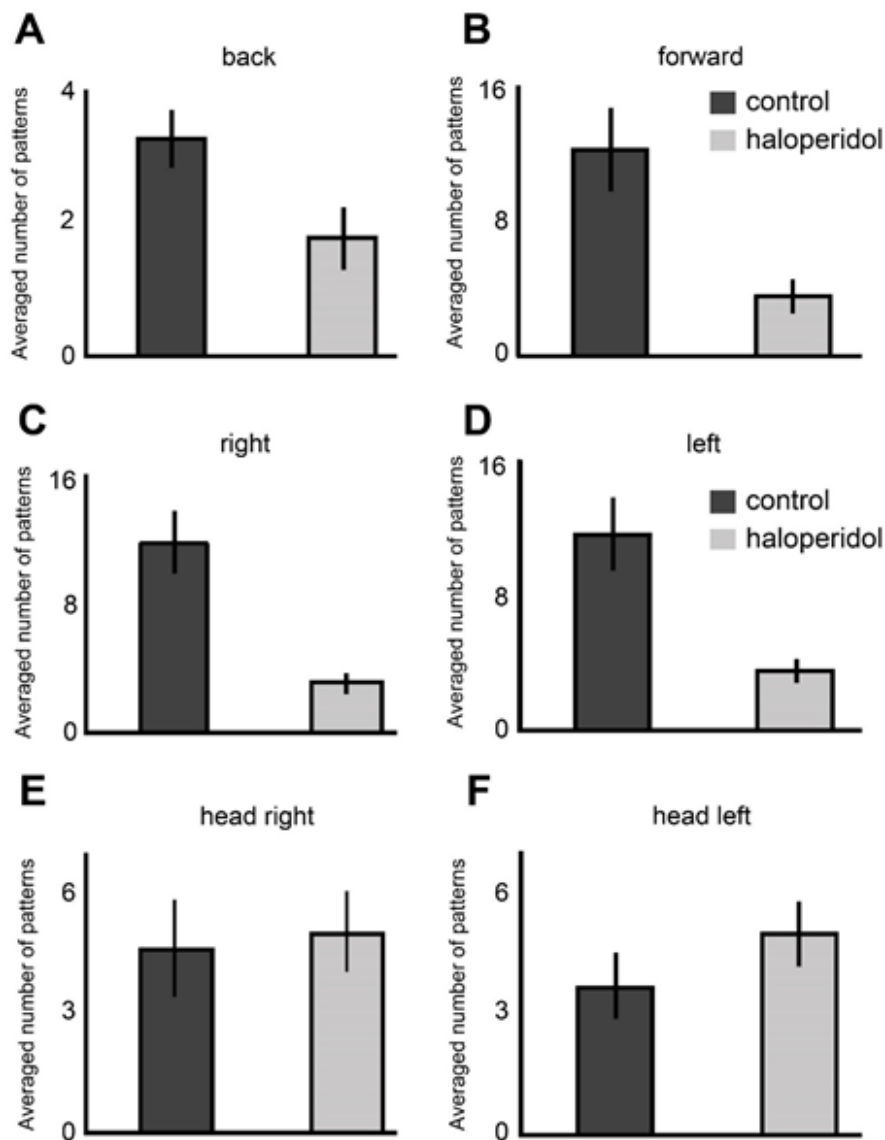 A
back
Averaged number of patterns
4
2
0
B
forward
Averaged number of patterns
16
8
0
control
haloperidol
C
right
Averaged number of patterns
16
8
0
D
left
Averaged number of patterns
16
8
0
control
haloperidol
E
head right
Averaged number of patterns
6
3
0
F
head left
Averaged number of patterns
6
3
0